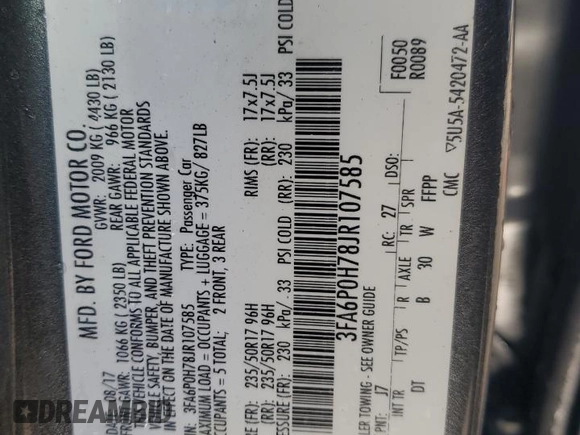 MFD. BY FORD MOTOR CO.
08/17 GVWR: 2009 KG ( 4430 LB)
GAWR: 1066 KG ( 2350 LB) REAR GAWR: 966 KG ( 2130 LB)
VEHICLE CONFORMS TO ALL APPLICABLE FEDERAL MOTOR
VEHICLE SAFETY, BUMPER, AND THEFT PREVENTION STANDARDS
IN EFFECT ON THE DATE OF MANUFACTURE SHOWN ABOVE.
VIN: 3FA6P0H78JR107585 TYPE: Passenger Car
MAXIMUM LOAD = OCCUPANTS + LUGGAGE = 375KG/ 827LB
OCCUPANTS = 5 TOTAL; 2 FRONT, 3 REAR
(FR): 235/50R17 96H RIMS (FR): 17x7.5J
(RR): 235/50R17 96H (RR): 17x7.5J
(FR): 230 kPa/ 33 PSI COLD (RR): 230 kPa/ 33 PSI COLD
3FA6P0H78JR107585
TRAILER TOWING - SEE OWNER GUIDE
F0050
R0089
PNT: J7 RC: 27 DSO:
INT TR TP/PS R AXLE TR SPR
DT B 30 W FFPP
CMC 5U5A-5420472-AA
DREAMBID